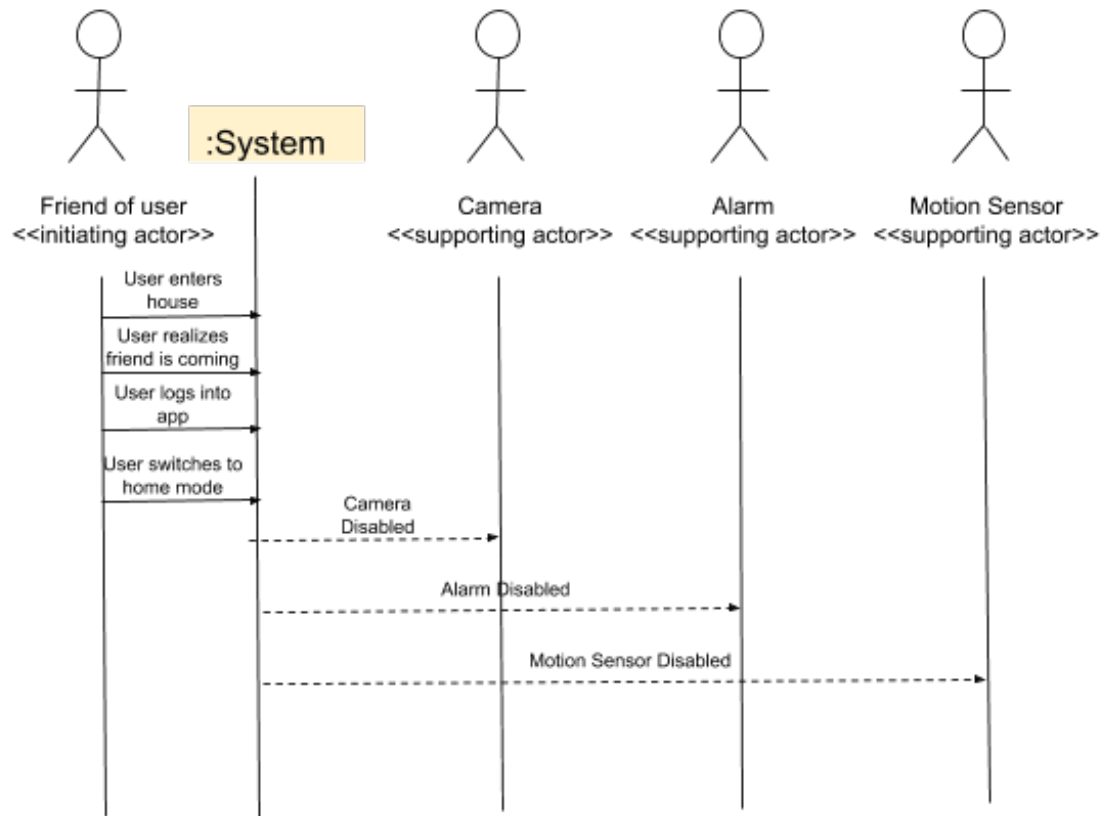 :System
Friend of user
<<initiating actor>>
Camera
<<supporting actor>>
Alarm
<<supporting actor>>
Motion Sensor
<<supporting actor>>
User enters
house
User realizes
friend is coming
User logs into
app
User switches to
home mode
Camera
Disabled
Alarm Disabled
Motion Sensor Disabled